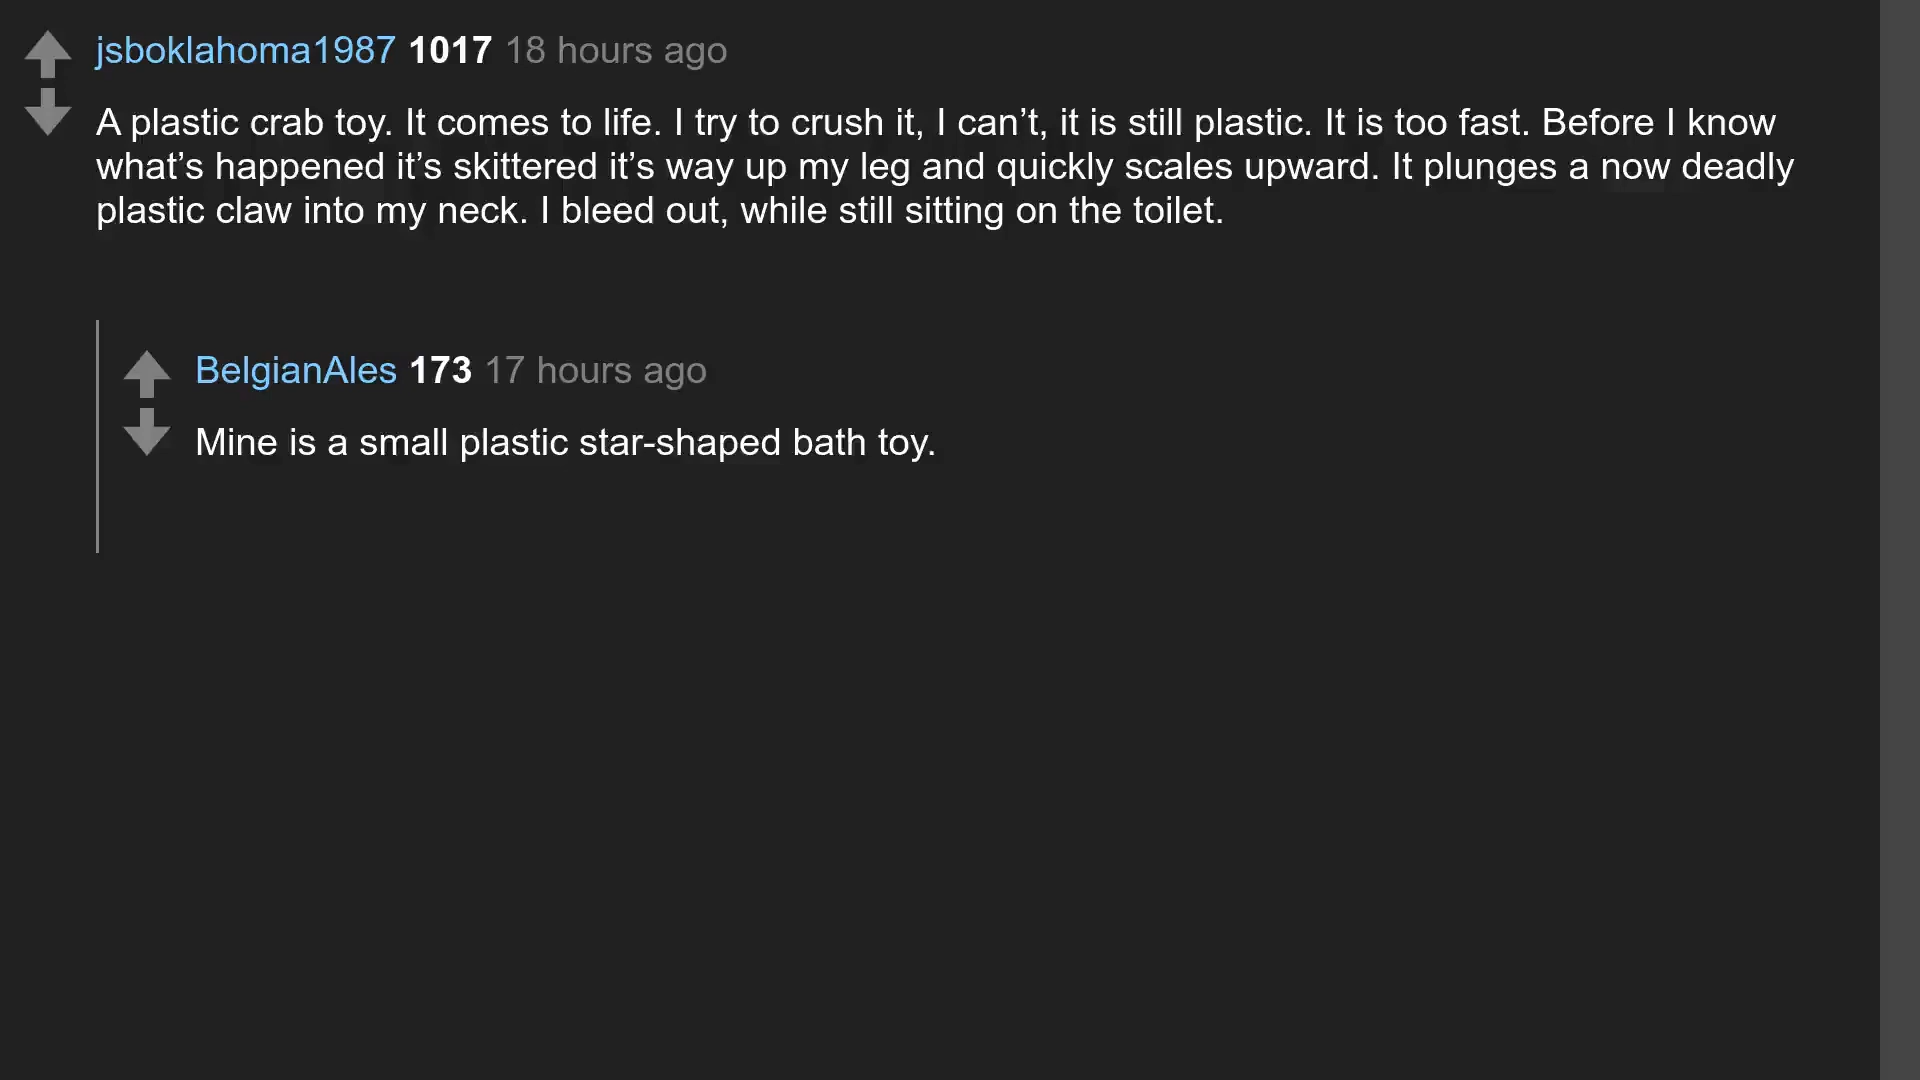 jsboklahoma1987 1017 18 hours ago
A plastic crab toy. It comes to life. I try to crush it, I can’t, it is still plastic. It is too fast. Before I know
what’s happened it’s skittered it’s way up my leg and quickly scales upward. It plunges a now deadly
plastic claw into my neck. I bleed out, while still sitting on the toilet.
BelgianAles 173 17 hours ago
Mine is a small plastic star-shaped bath toy.